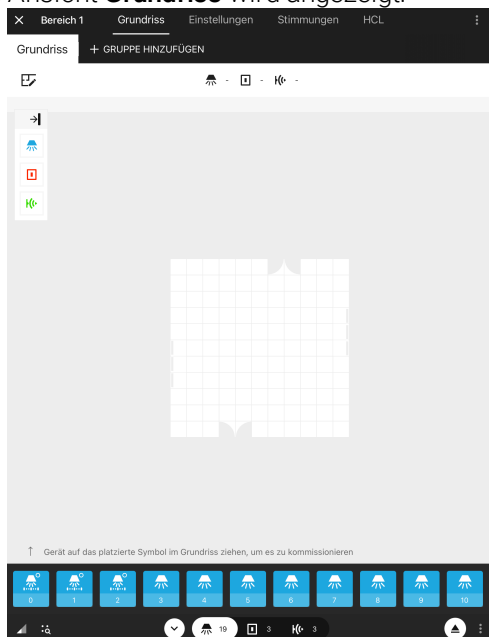 Ansicht Grundriss wird angezeigt.
Bereich 1 Grundriss Einstellungen Stimmungen HCL
Grundriss + GRUPPE HINZUFÜGEN
- - -
↑ Gerät auf das platzierte Symbol im Grundriss ziehen, um es zu kommissionieren
0 1 2 3 4 5 6 7 8 9 10
19 3 3